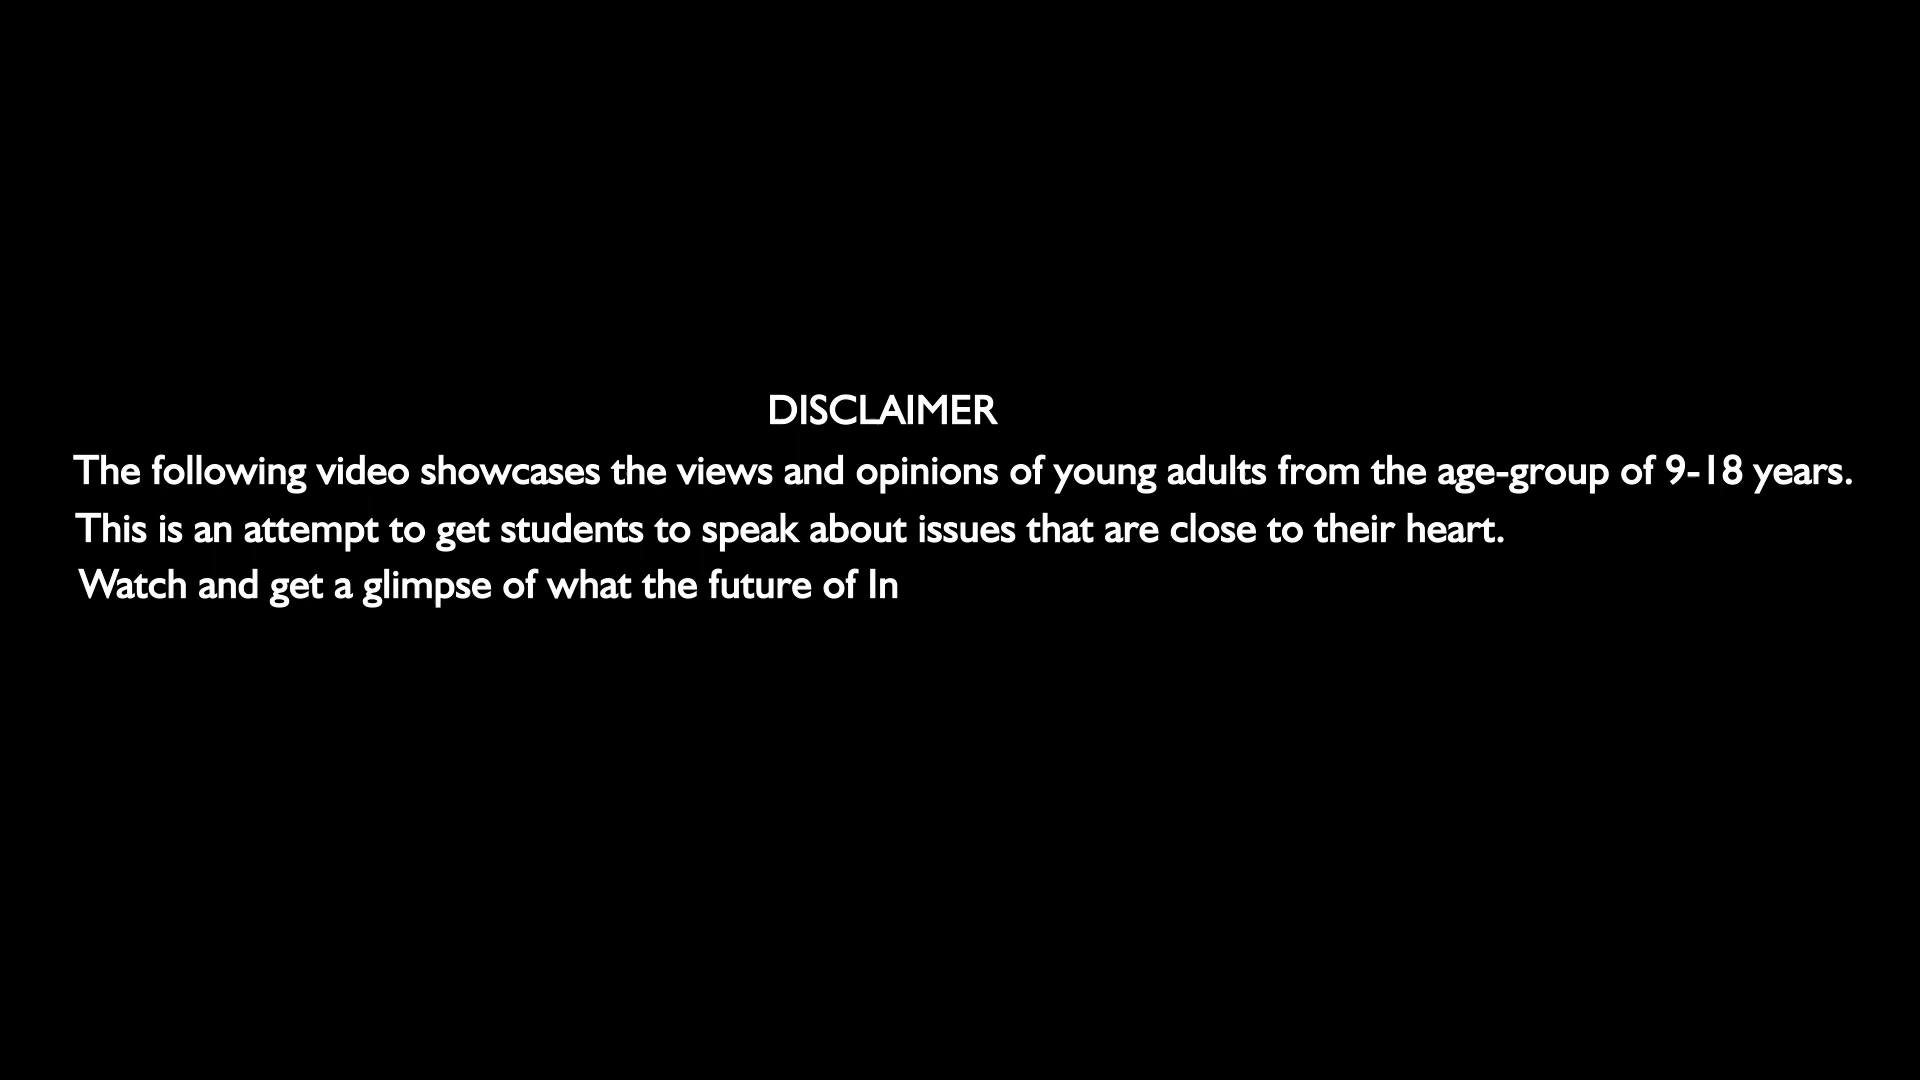 DISCLAIMER
The following video showcases the views and opinions of young adults from the age-group of 9-18 years.
This is an attempt to get students to speak about issues that are close to their heart.
Watch and get a glimpse of what the future of In